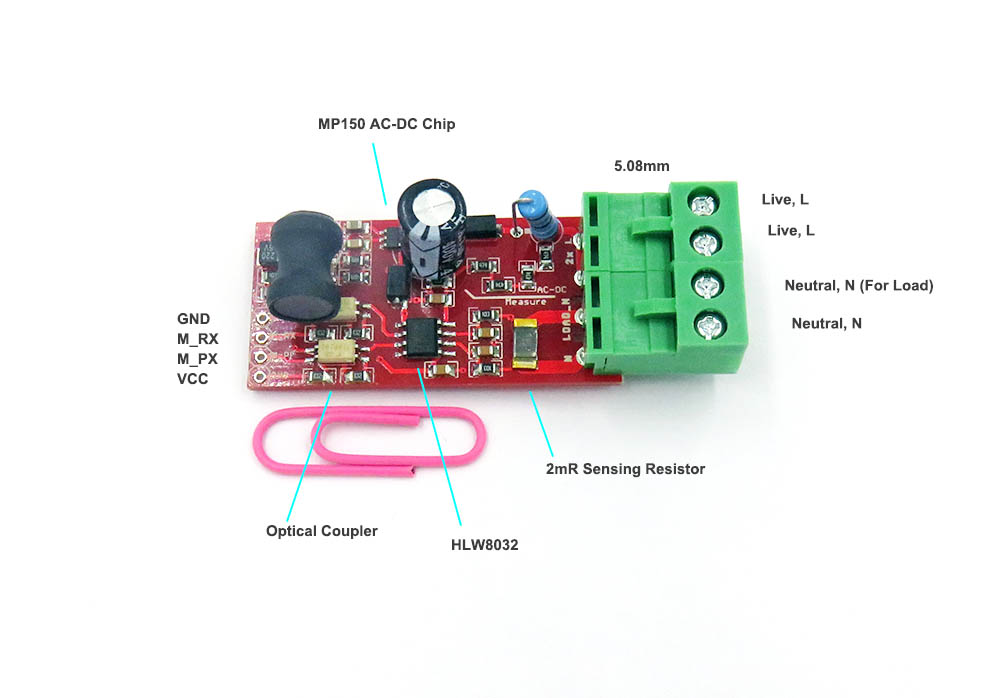 MP150 AC-DC Chip
5.08mm
Live, L
Live, L
Neutral, N (For Load)
Neutral, N
GND
M_RX
M_PX
VCC
2x L
AC-DC
Measure
LOAD_N
N
2mR Sensing Resistor
Optical Coupler
HLW8032